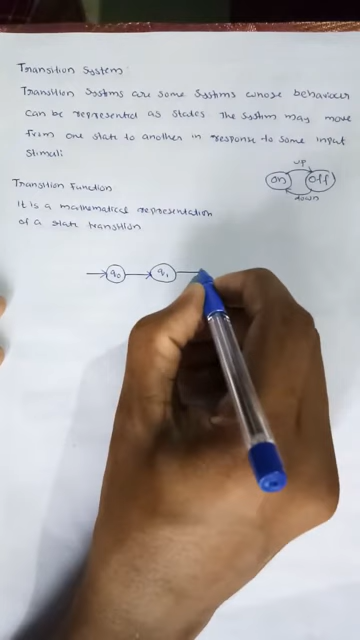 Transition System:
Transition Systems are some Systems whose behaviour
can be represented as states. The System may move
from one state to another in response to some input
stimuli
up
on off
down
Transition Function
It is a mathematical representation
of a state transition
q0 q1